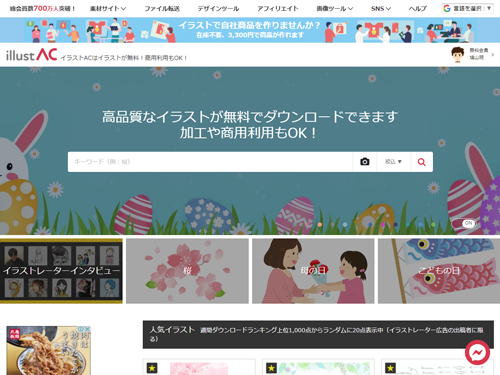 総会員数700万人突破！ 素材サイト ファイル転送 デザインツール アフィリエイト 画像ツール SNS ヘルプ 言語を選択
イラストで自社商品を作りませんか？
在庫不要、3,300円で商品が作れます
illust AC イラストACはイラストが無料！商用利用もOK！
無料会員
高品質なイラストが無料でダウンロードできます
加工や商用利用もOK！
キーワード（例：桜） 絞込
ON
イラストレーターインタビュー 桜 母の日 こどもの日
人気イラスト 週間ダウンロードランキング上位1,000点からランダムに20点表示中（イラストレーター広告の出稿者に限る）